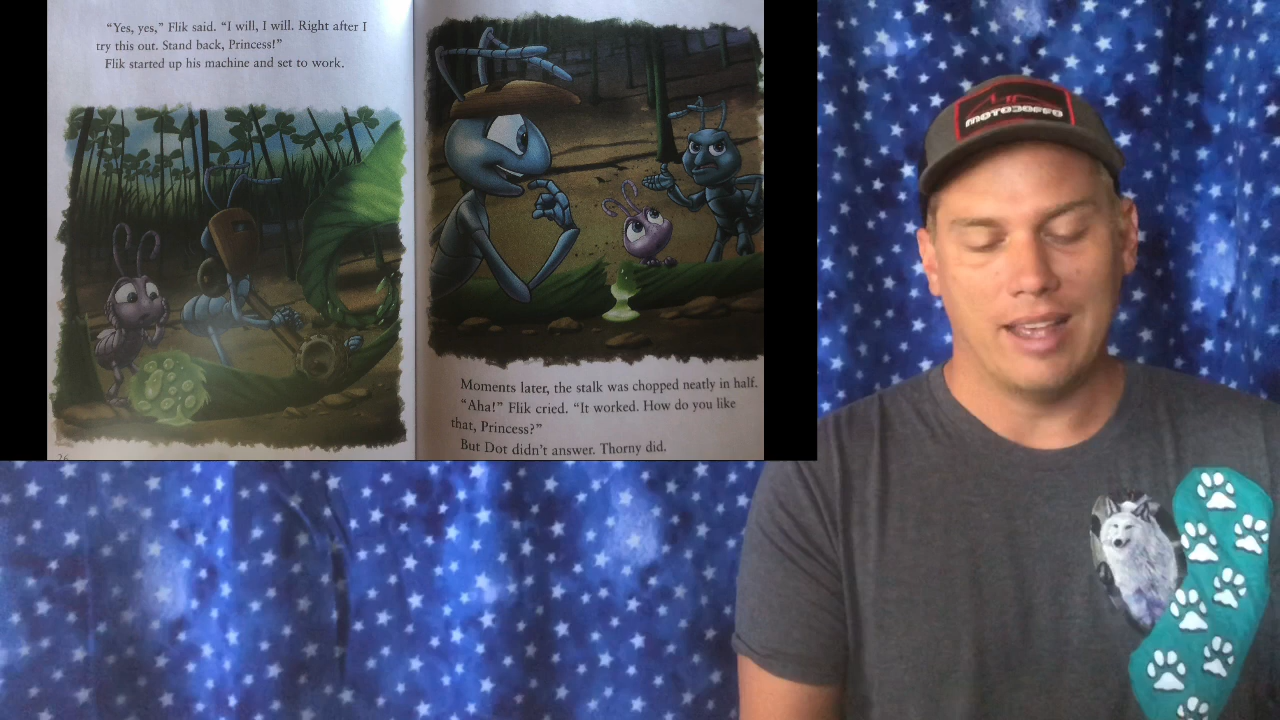 "Yes, yes," Flik said. "I will, I will. Right after I
try this out. Stand back, Princess!"
Flik started up his machine and set to work.
Moments later, the stalk was chopped neatly in half.
"Aha!" Flik cried. "It worked. How do you like
that, Princess?"
But Dot didn't answer. Thorny did.